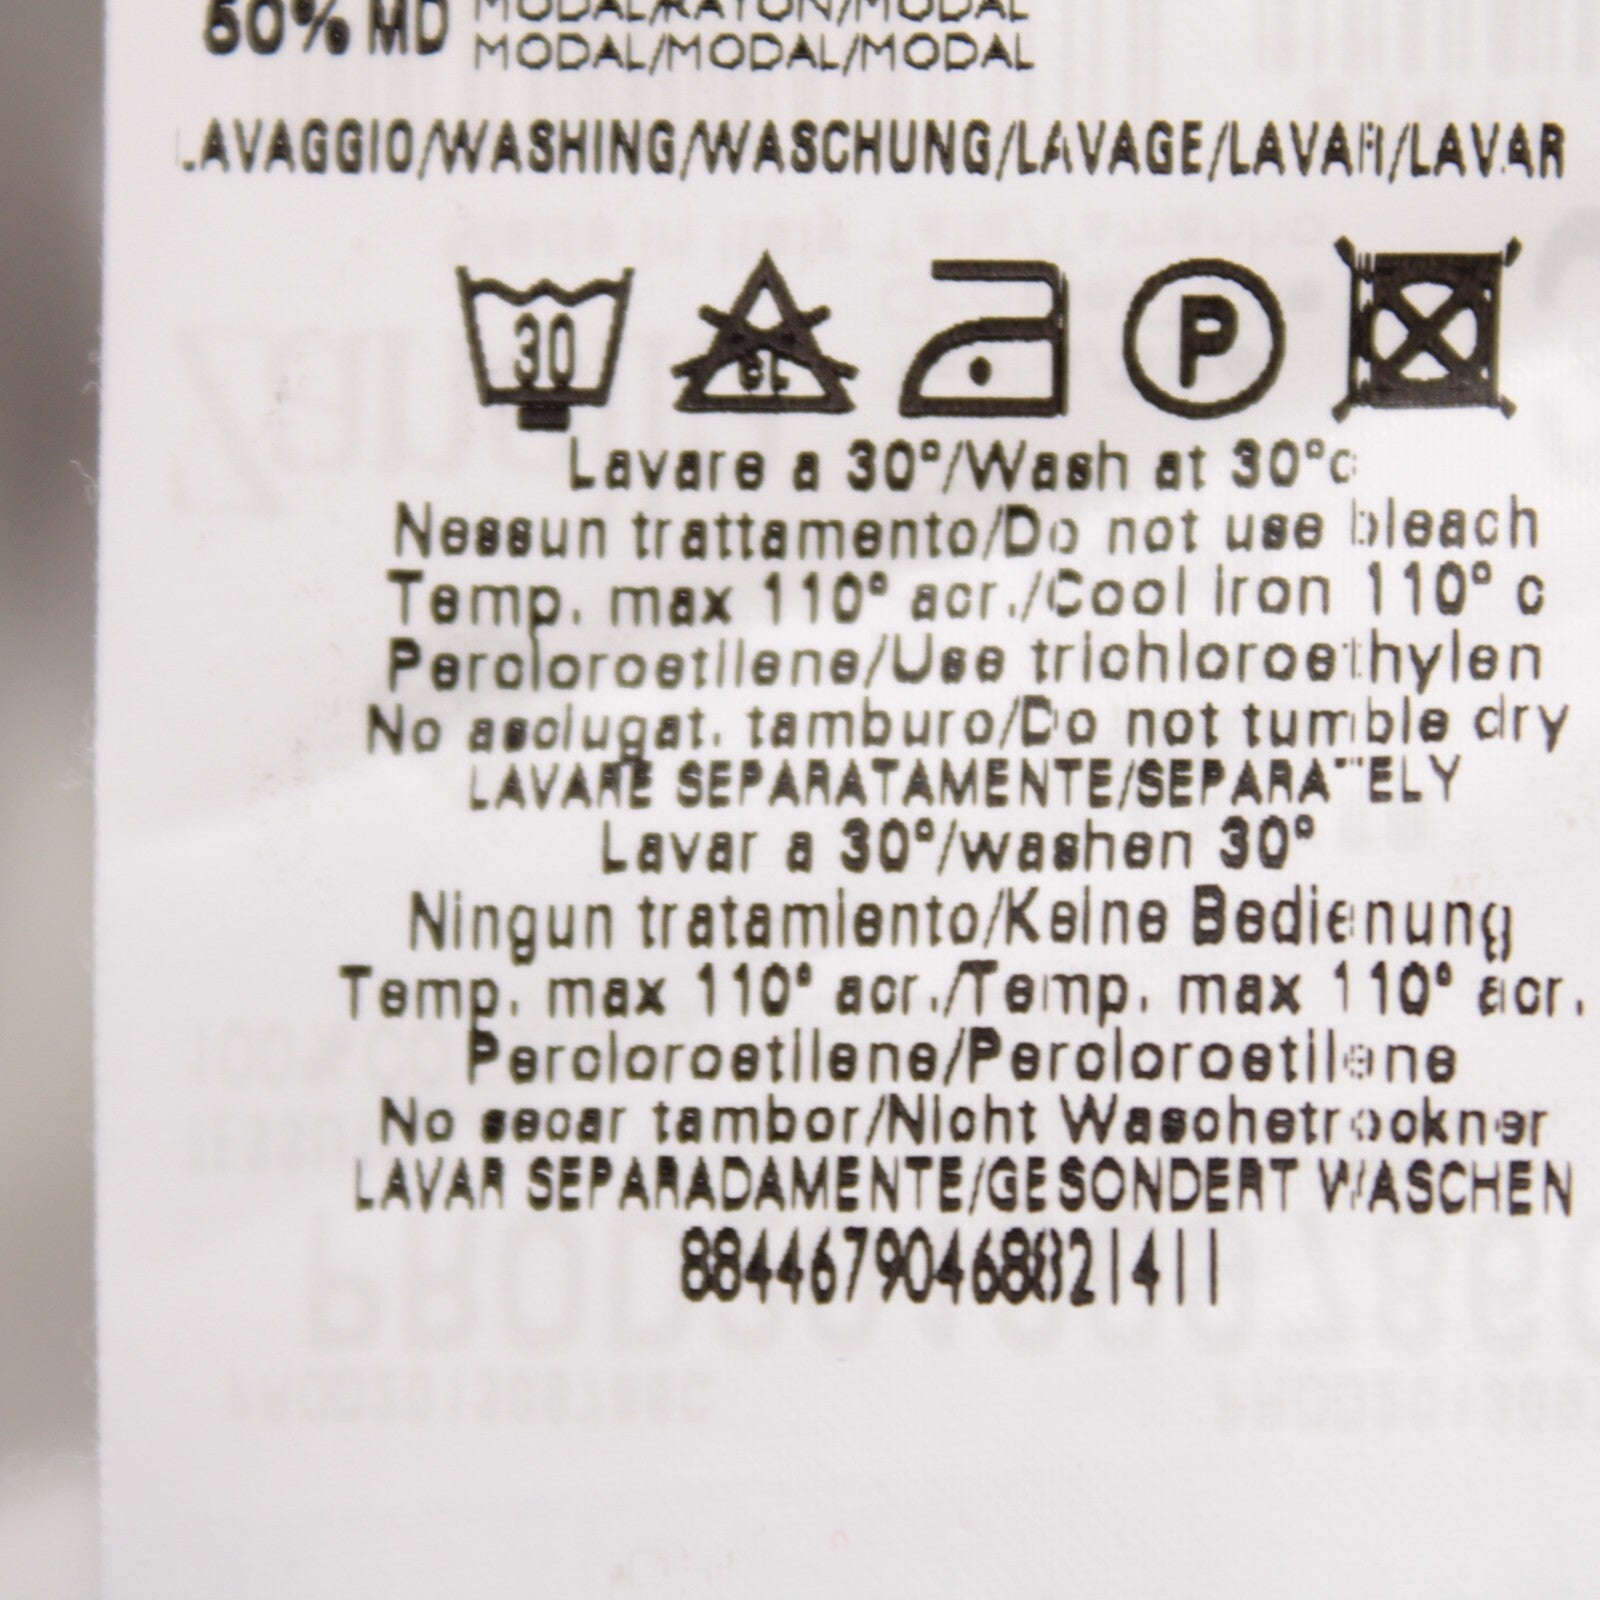 50% MD MODAL/RAYON/MODAL
MODAL/MODAL/MODAL
LAVAGGIO/WASHING/WASCHUNG/LAVAGE/LAVAR/LAVAR
30 CL P
Lavare a 30°/Wash at 30°c
Nessun trattamento/Do not use bleach
Temp. max 110° acr./Cool iron 110° c
Percloroetilene/Use trichloroethylen
No asciugat. tamburo/Do not tumble dry
LAVARE SEPARATAMENTE/SEPARATELY
Lavar a 30°/washen 30°
Ningun tratamiento/Keine Bedienung
Temp. max 110° acr./Temp. max 110° acr.
Percloroetilene/Percloroetilene
No secar tambor/Nicht Waschetrockner
LAVAR SEPARADAMENTE/GESONDERT WASCHEN